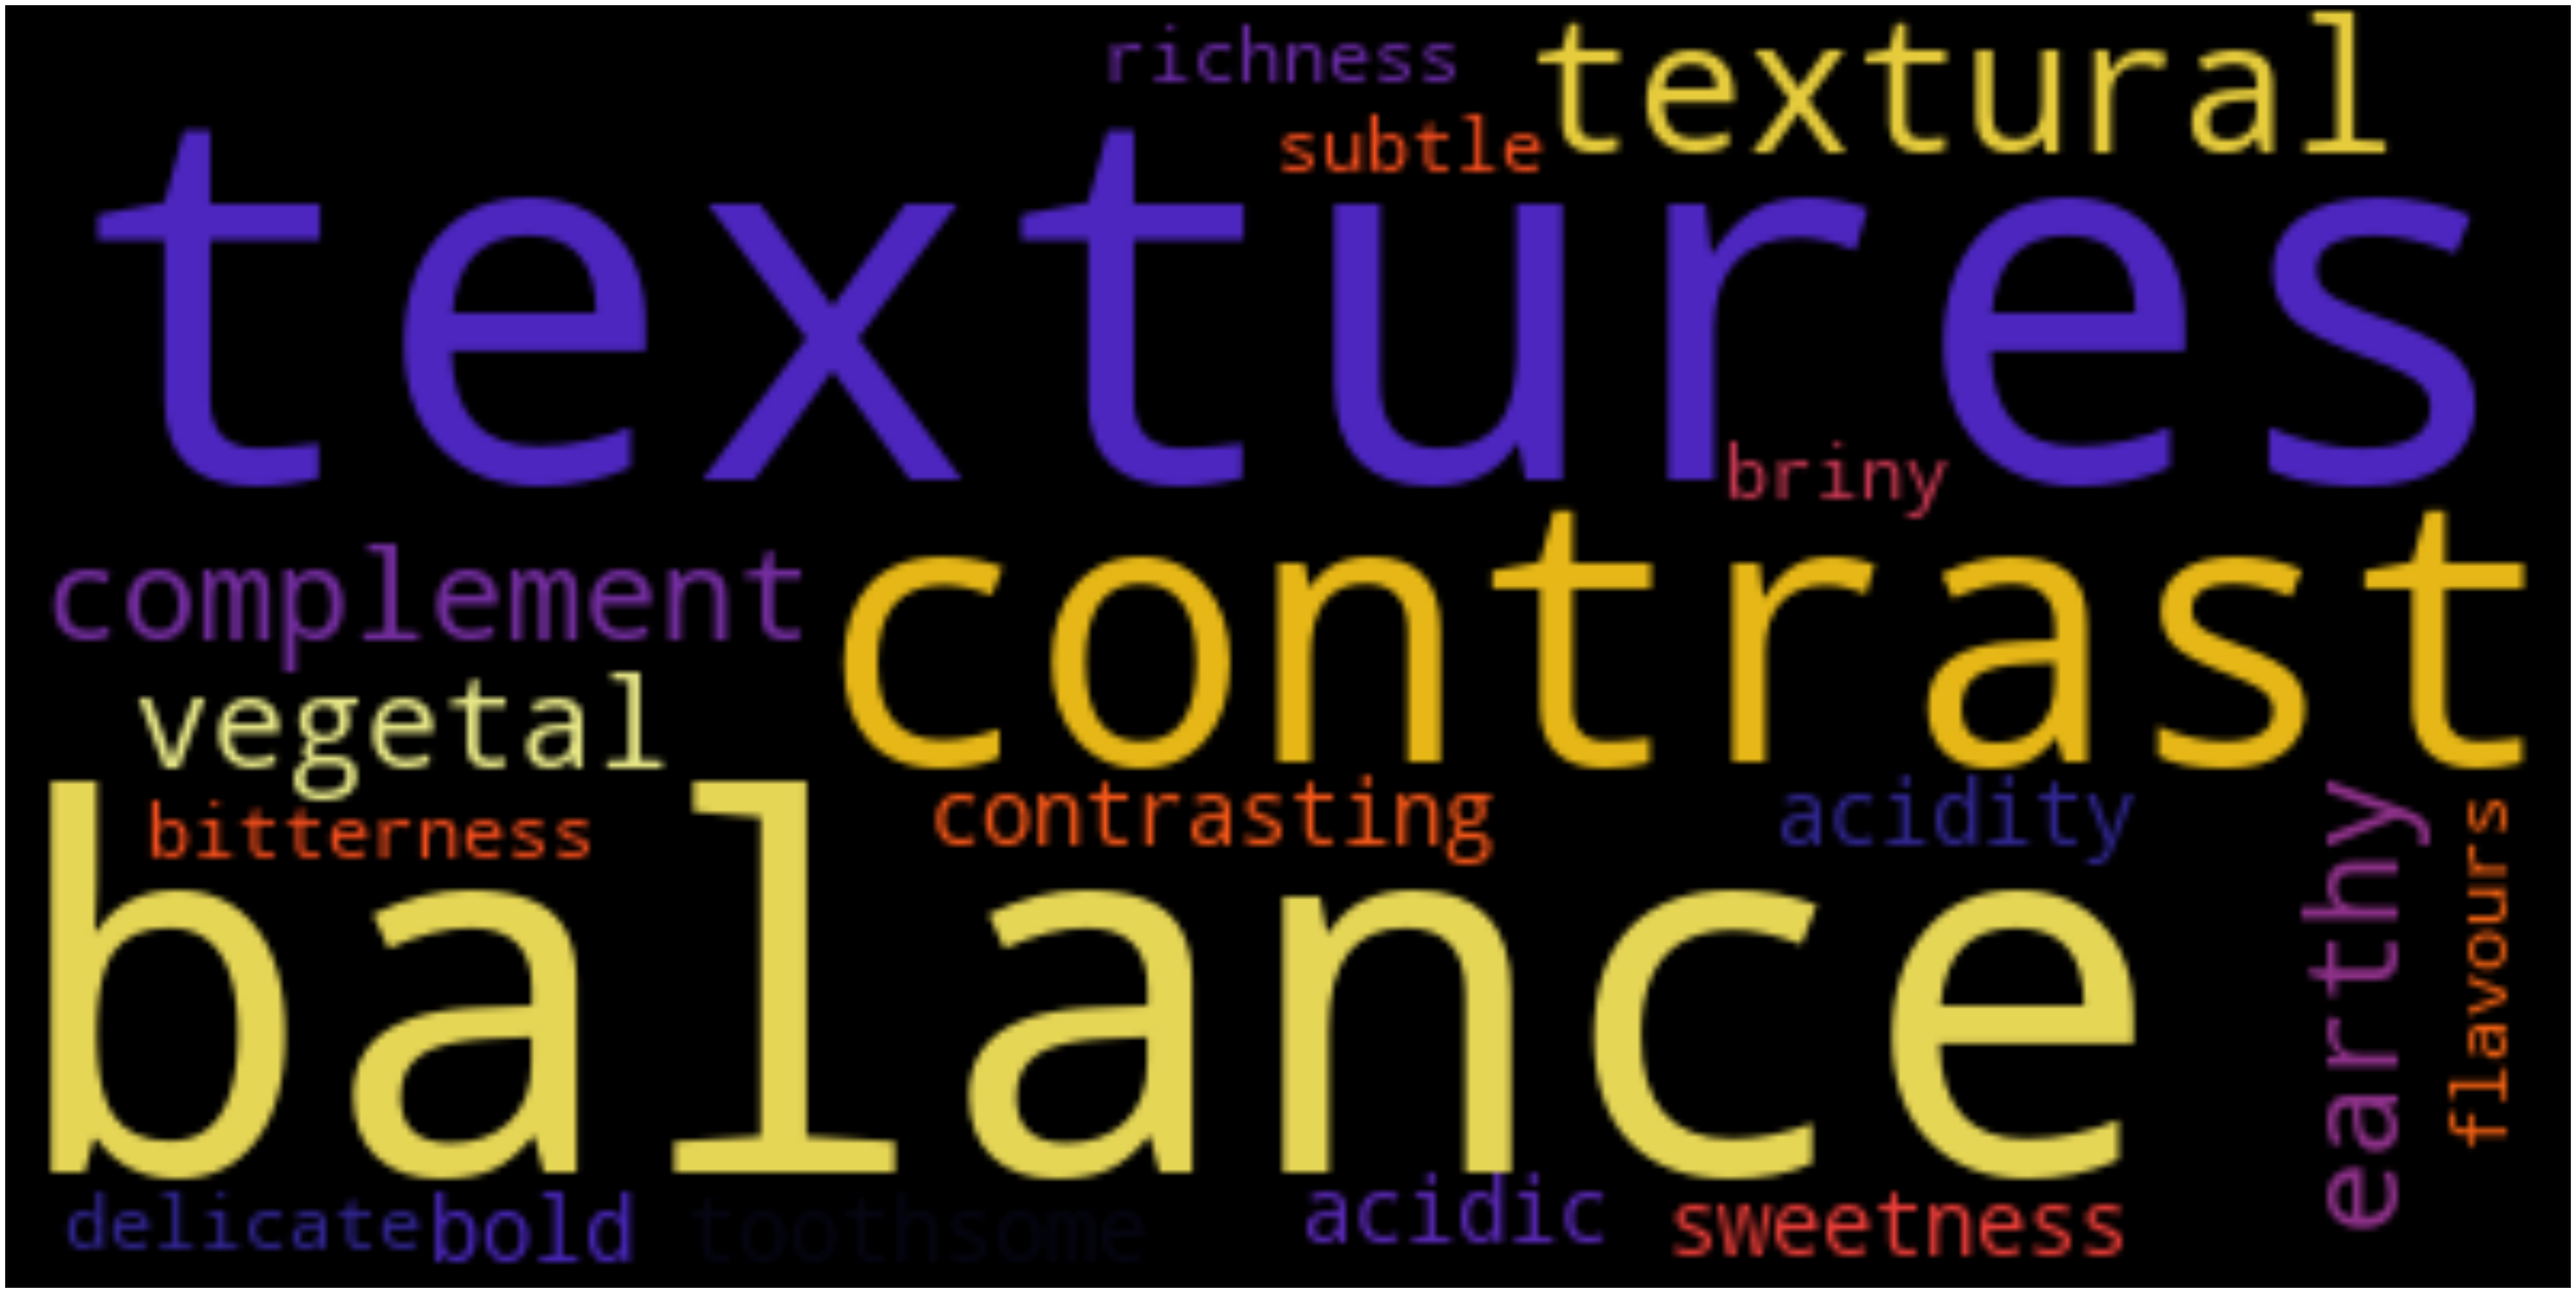 richness
textural
subtle
textures
briny
complement
contrast
vegetal
bitterness
contrasting
acidity
earthy
flavours
balance
delicate
bold
toothsome
acidic
sweetness